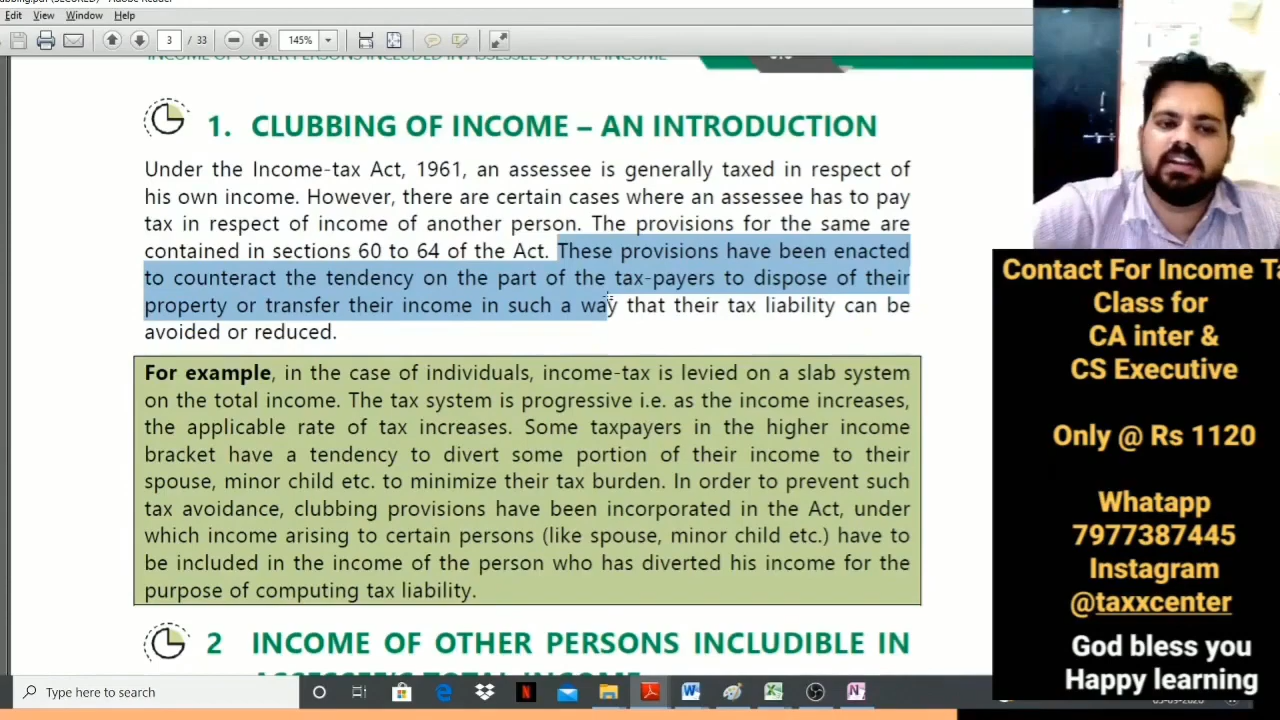 Edit View Window Help
3 / 33 145%
INCOME OF OTHER PERSONS INCLUDED IN ASSESSEE'S TOTAL INCOME
1. CLUBBING OF INCOME – AN INTRODUCTION
Under the Income-tax Act, 1961, an assessee is generally taxed in respect of
his own income. However, there are certain cases where an assessee has to pay
tax in respect of income of another person. The provisions for the same are
contained in sections 60 to 64 of the Act. These provisions have been enacted
to counteract the tendency on the part of the tax-payers to dispose of their
property or transfer their income in such a way that their tax liability can be
avoided or reduced.
For example, in the case of individuals, income-tax is levied on a slab system
on the total income. The tax system is progressive i.e. as the income increases,
the applicable rate of tax increases. Some taxpayers in the higher income
bracket have a tendency to divert some portion of their income to their
spouse, minor child etc. to minimize their tax burden. In order to prevent such
tax avoidance, clubbing provisions have been incorporated in the Act, under
which income arising to certain persons (like spouse, minor child etc.) have to
be included in the income of the person who has diverted his income for the
purpose of computing tax liability.
2 INCOME OF OTHER PERSONS INCLUDIBLE IN
ASSESSEE'S TOTAL INCOME
Type here to search
Contact For Income Ta
Class for
CA inter &
CS Executive
Only @ Rs 1120
Whatapp
7977387445
Instagram
@taxxcenter
God bless you
Happy learning